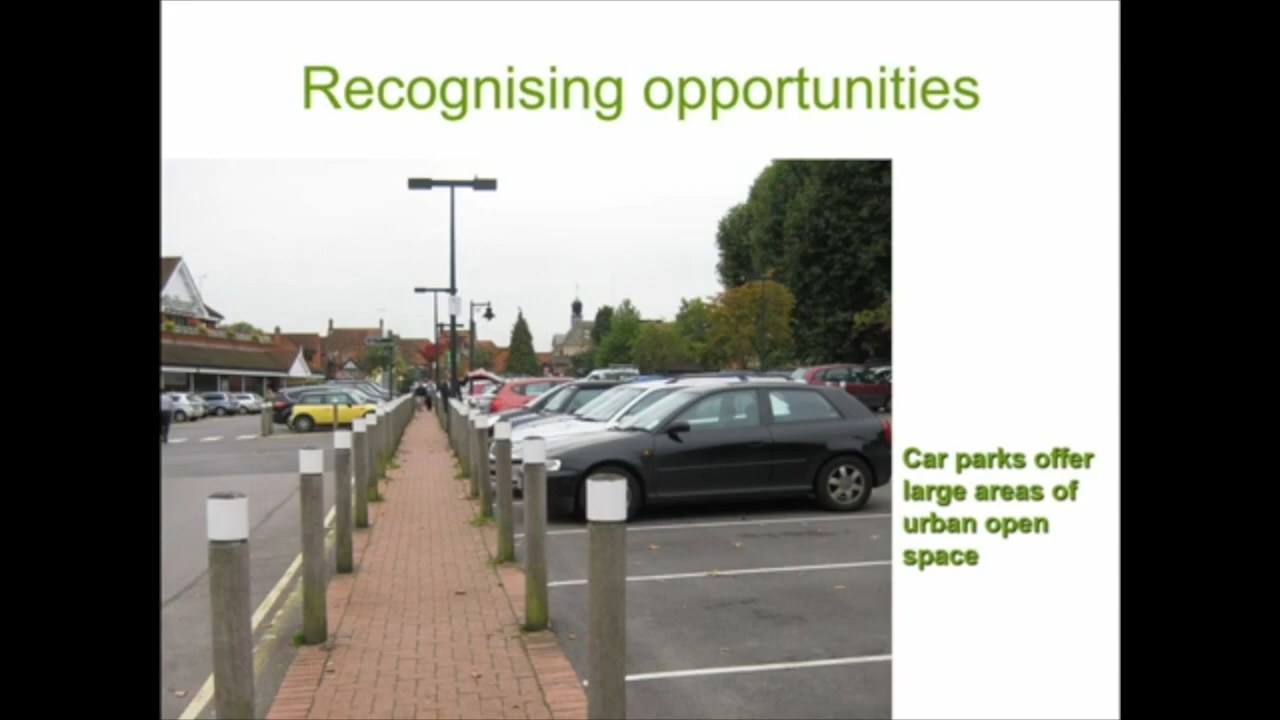 Recognising opportunities
Car parks offer
large areas of
urban open
space